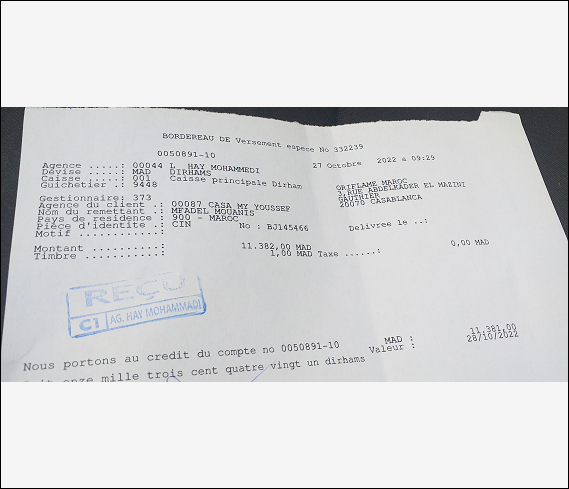 BORDEREAU DE Versement espece No 332239
0050891-10
27 Octobre 2022 a 09:29
Agence .....: 00044 L HAY MOHAMMEDI
Devise .....: MAD DIRHAMS
Caisse .....: 001 Caisse principale Dirham
Guichetier .: 9448
ORIFLAME MAROC
3,RUE ABDELKADER EL MAZINI
GAUTHIER
20070 CASABLANCA
Gestionnaire: 373
Agence du client .: 00087 CASA MY YOUSSEF
Nom du remettant .: MFADEL MOUANIS
Pays de residence : 900 - MAROC
Pièce d'identite .: CIN No : BJ145466 Delivree le ..:
Motif ...........:
Montant ..........: 11.382,00 MAD
Timbre ...........: 1,00 MAD Taxe ......: 0,00 MAD
REÇU
C1 AG. HAY MOHAMMADI
Nous portons au credit du compte no 0050891-10 MAD : 11.381,00
Valeur : 28/10/2022
onze mille trois cent quatre vingt un dirhams